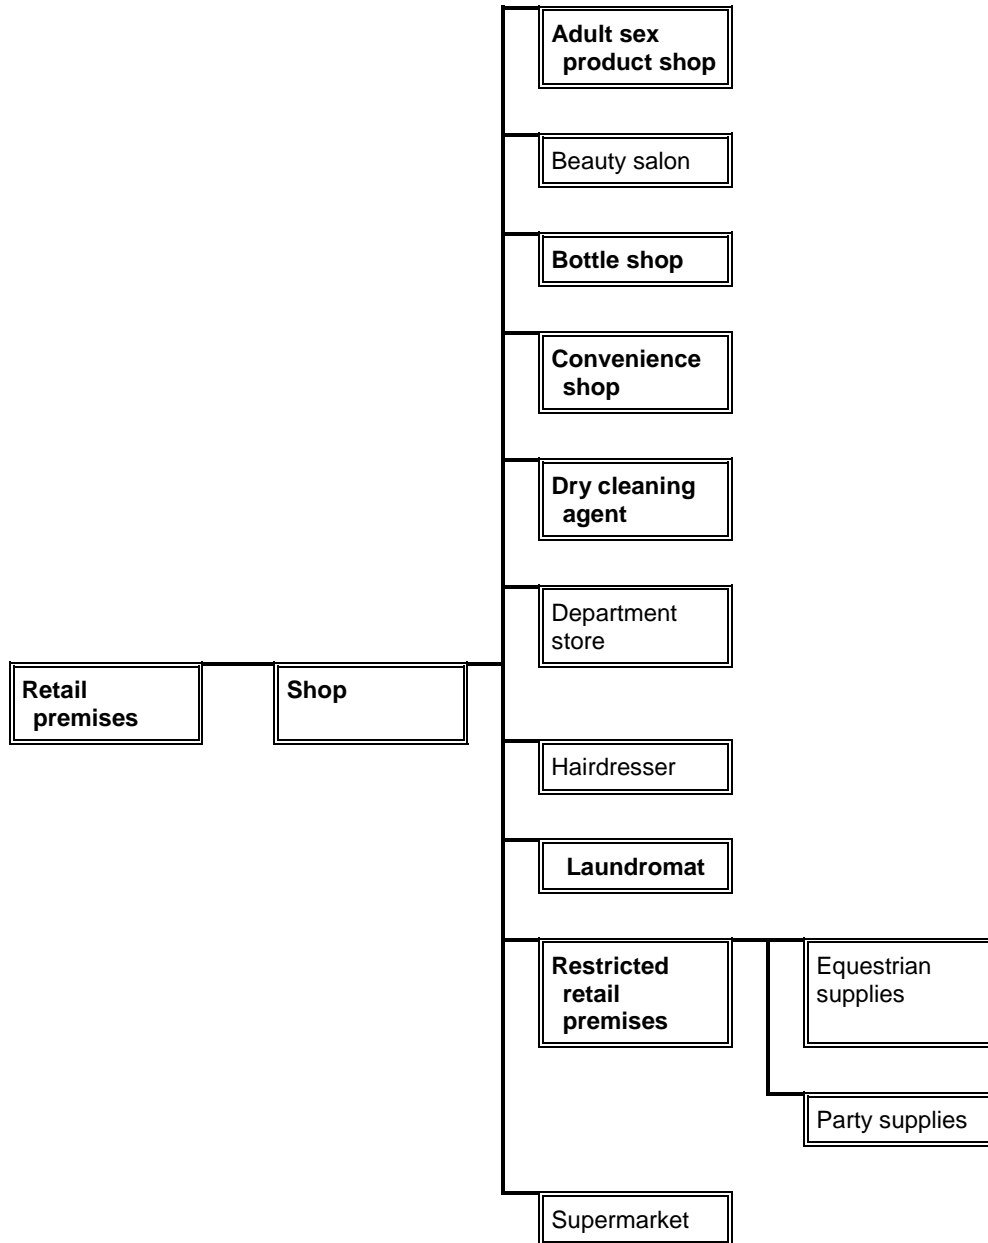 Adult sex
product shop
Beauty salon
Bottle shop
Convenience
shop
Dry cleaning
agent
Department
store
Retail
premises
Shop
Hairdresser
Laundromat
Restricted
retail
premises
Equestrian
supplies
Party supplies
Supermarket